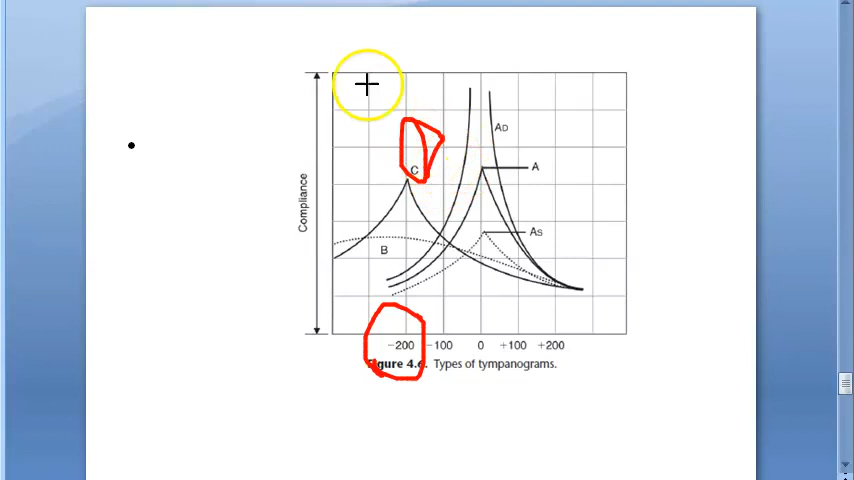 AD
A
C
Compliance
As
B
−200 −100 0 +100 +200
Figure 4.6. Types of tympanograms.